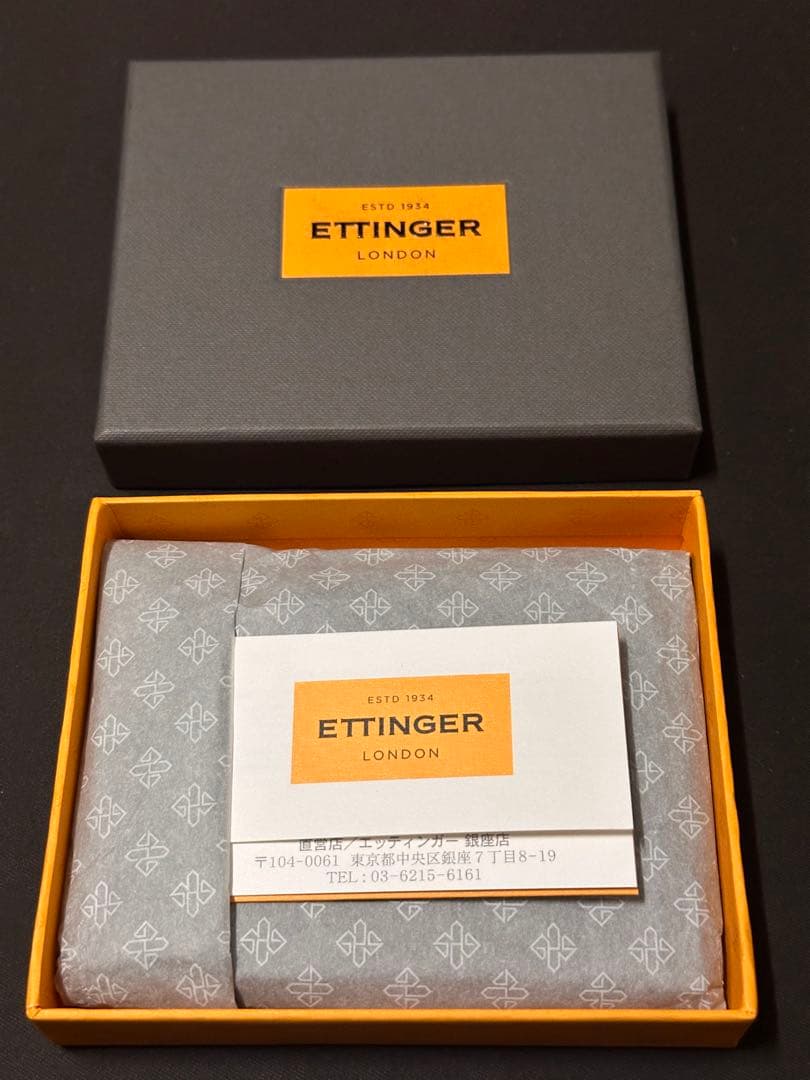 ESTD 1934
ETTINGER
LONDON
ESTD 1934
ETTINGER
LONDON
直営店／エッティンガー 銀座店
〒104-0061 東京都中央区銀座７丁目8-19
TEL : 03-6215-6161